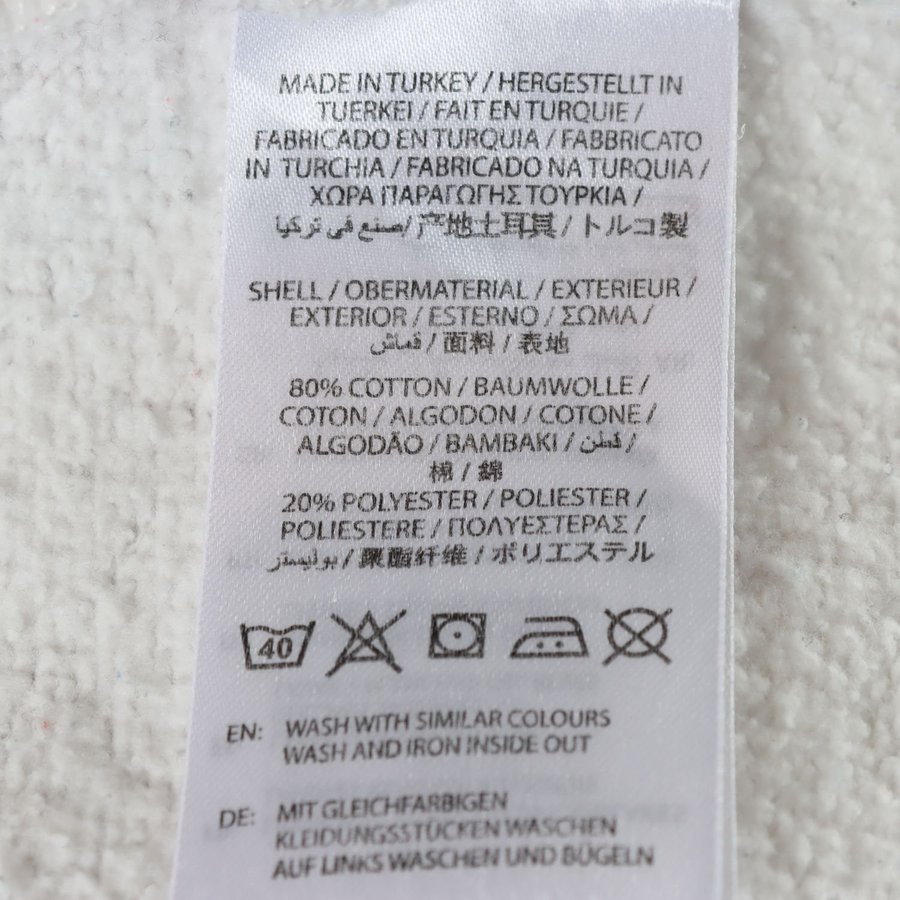 MADE IN TURKEY / HERGESTELLT IN
TUERKEI / FAIT EN TURQUIE /
FABRICADO EN TURQUIA / FABBRICATO
IN TURCHIA / FABRICADO NA TURQUIA /
ΧΩΡΑ ΠΑΡΑΓΩΓΗΣ ΤΟΥΡΚΙΑ /
صنع في تركيا / 产地土耳其 / トルコ製
SHELL / OBERMATERIAL / EXTERIEUR /
EXTERIOR / ESTERNO / ΣΩΜΑ /
قماش / 面料 / 表地
80% COTTON / BAUMWOLLE /
COTON / ALGODON / COTONE /
ALGODÃO / BAMBAKI / قطن /
棉 / 綿
20% POLYESTER / POLIESTER /
POLIESTERE / ΠΟΛΥΕΣΤΕΡΑΣ /
بوليستر / 聚酯纤维 / ポリエステル
40
EN: WASH WITH SIMILAR COLOURS
WASH AND IRON INSIDE OUT
DE: MIT GLEICHFARBIGEN
KLEIDUNGSSTÜCKEN WASCHEN
AUF LINKS WASCHEN UND BÜGELN